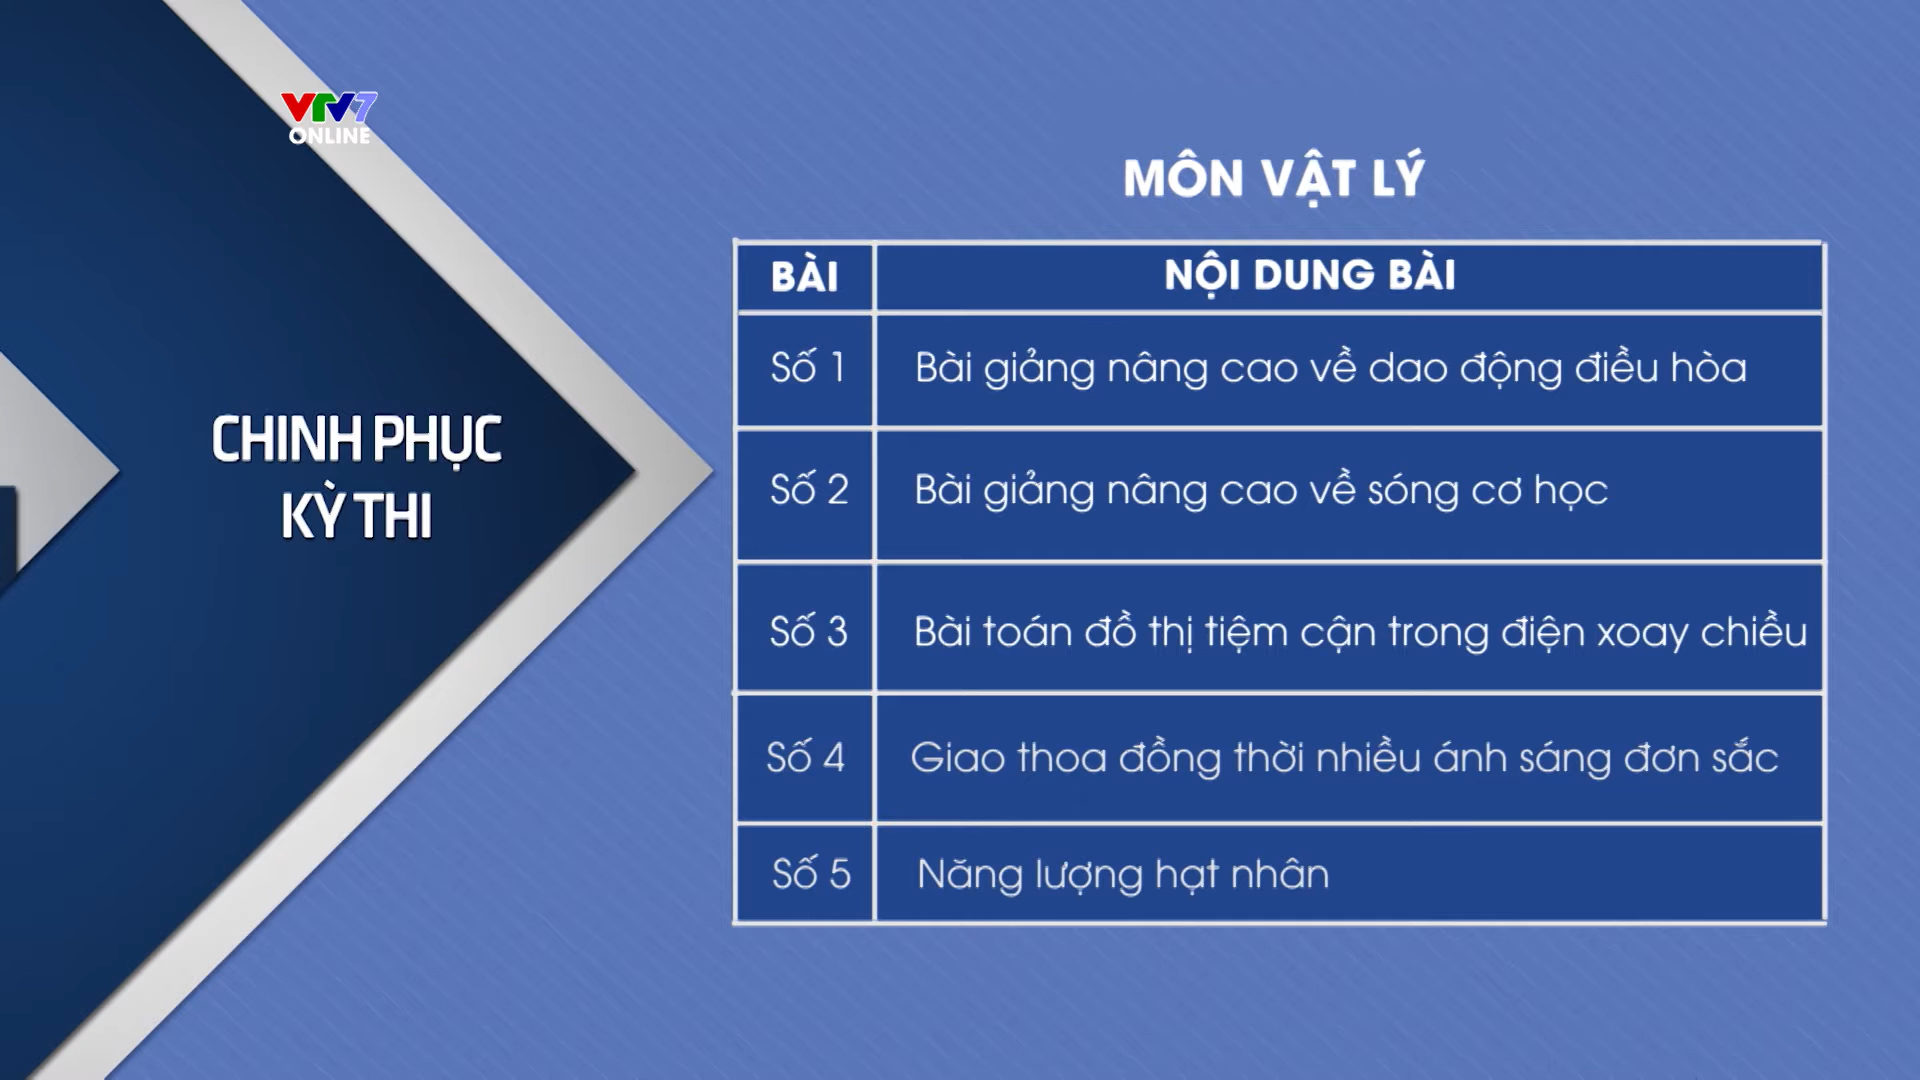 VTV7
ONLINE
CHINH PHỤC
KỲ THI
MÔN VẬT LÝ
BÀI NỘI DUNG BÀI
Số 1 Bài giảng nâng cao về dao động điều hòa
Số 2 Bài giảng nâng cao về sóng cơ học
Số 3 Bài toán đồ thị tiệm cận trong điện xoay chiều
Số 4 Giao thoa đồng thời nhiều ánh sáng đơn sắc
Số 5 Năng lượng hạt nhân